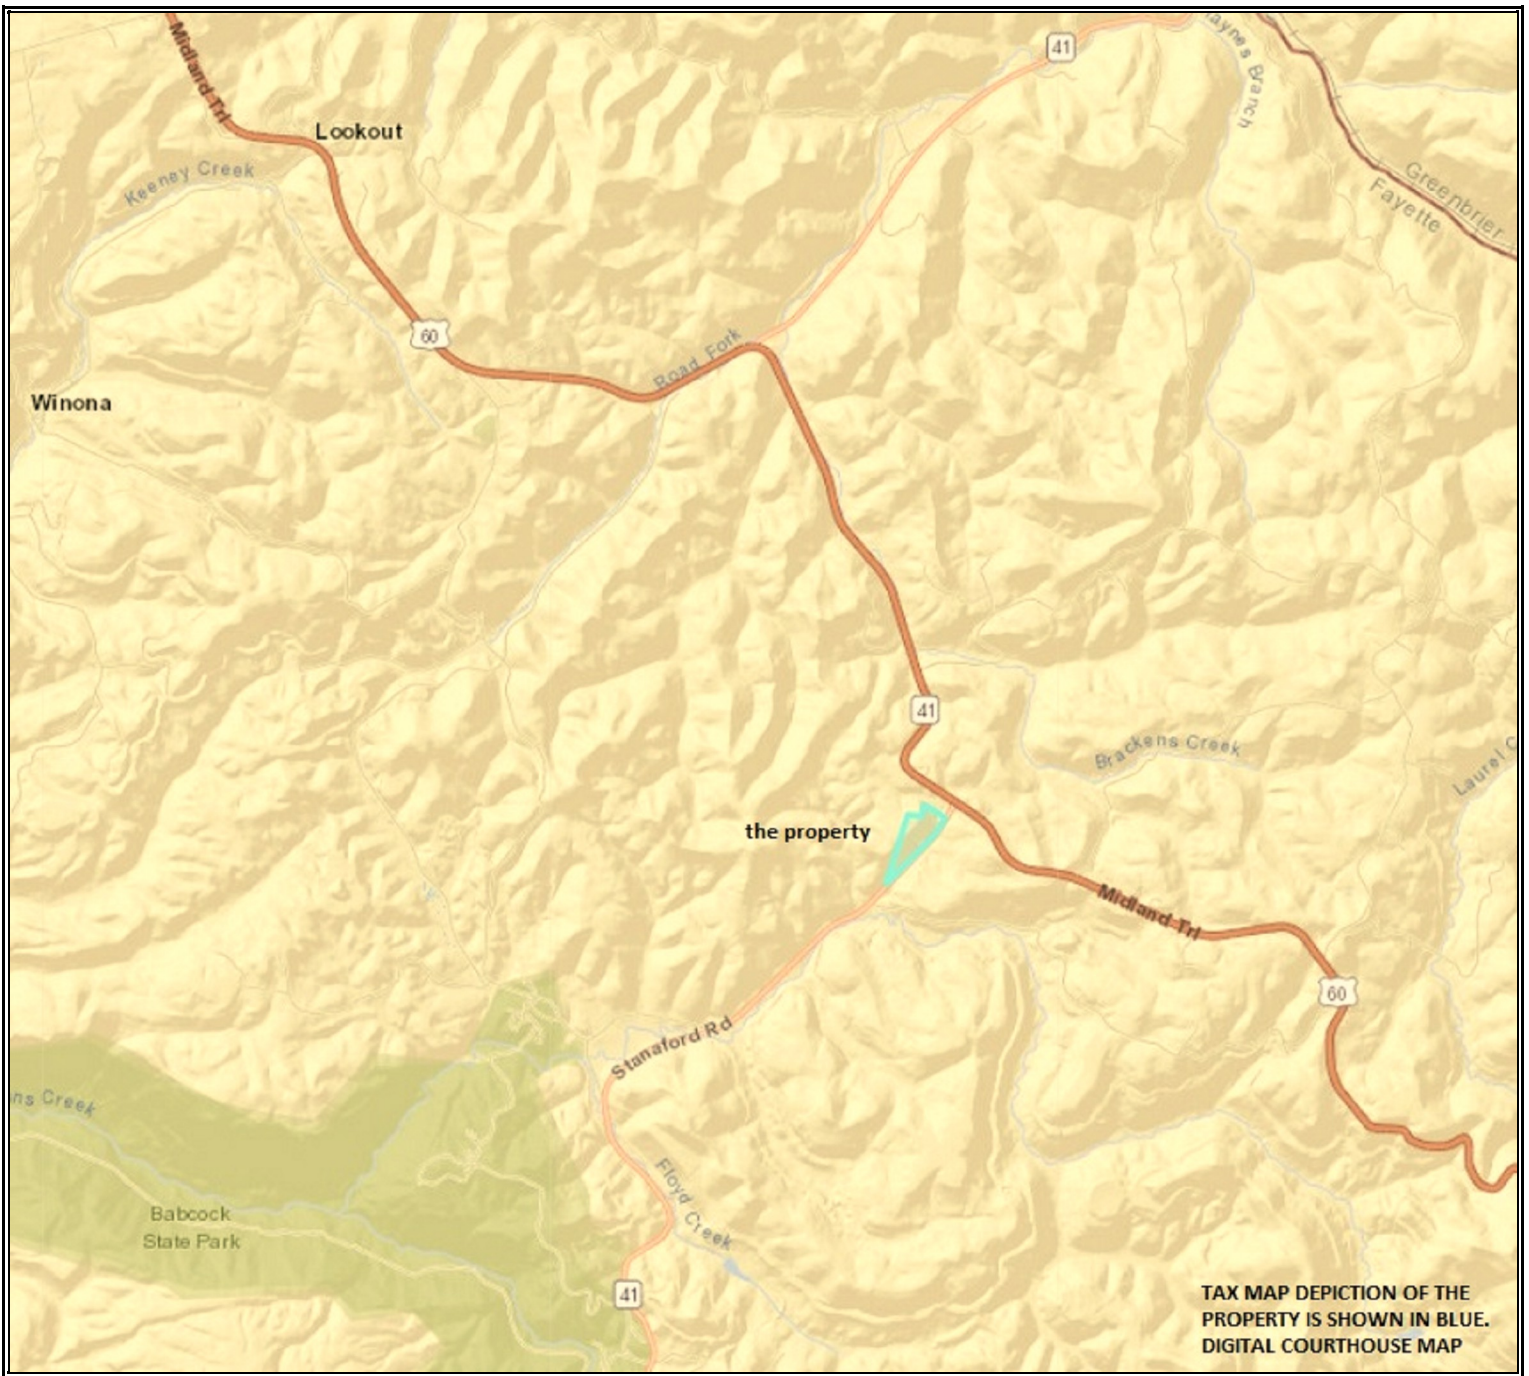 Midland Trl
41
aynes Branch
Lookout
Keeney Creek
Greenbrier
Fayette
60
Road Fork
Winona
41
Brackens Creek
Laurel C
the property
Midland Trl
60
Stanaford Rd
ns Creek
Floyd Creek
Babcock
State Park
41
TAX MAP DEPICTION OF THE
PROPERTY IS SHOWN IN BLUE.
DIGITAL COURTHOUSE MAP